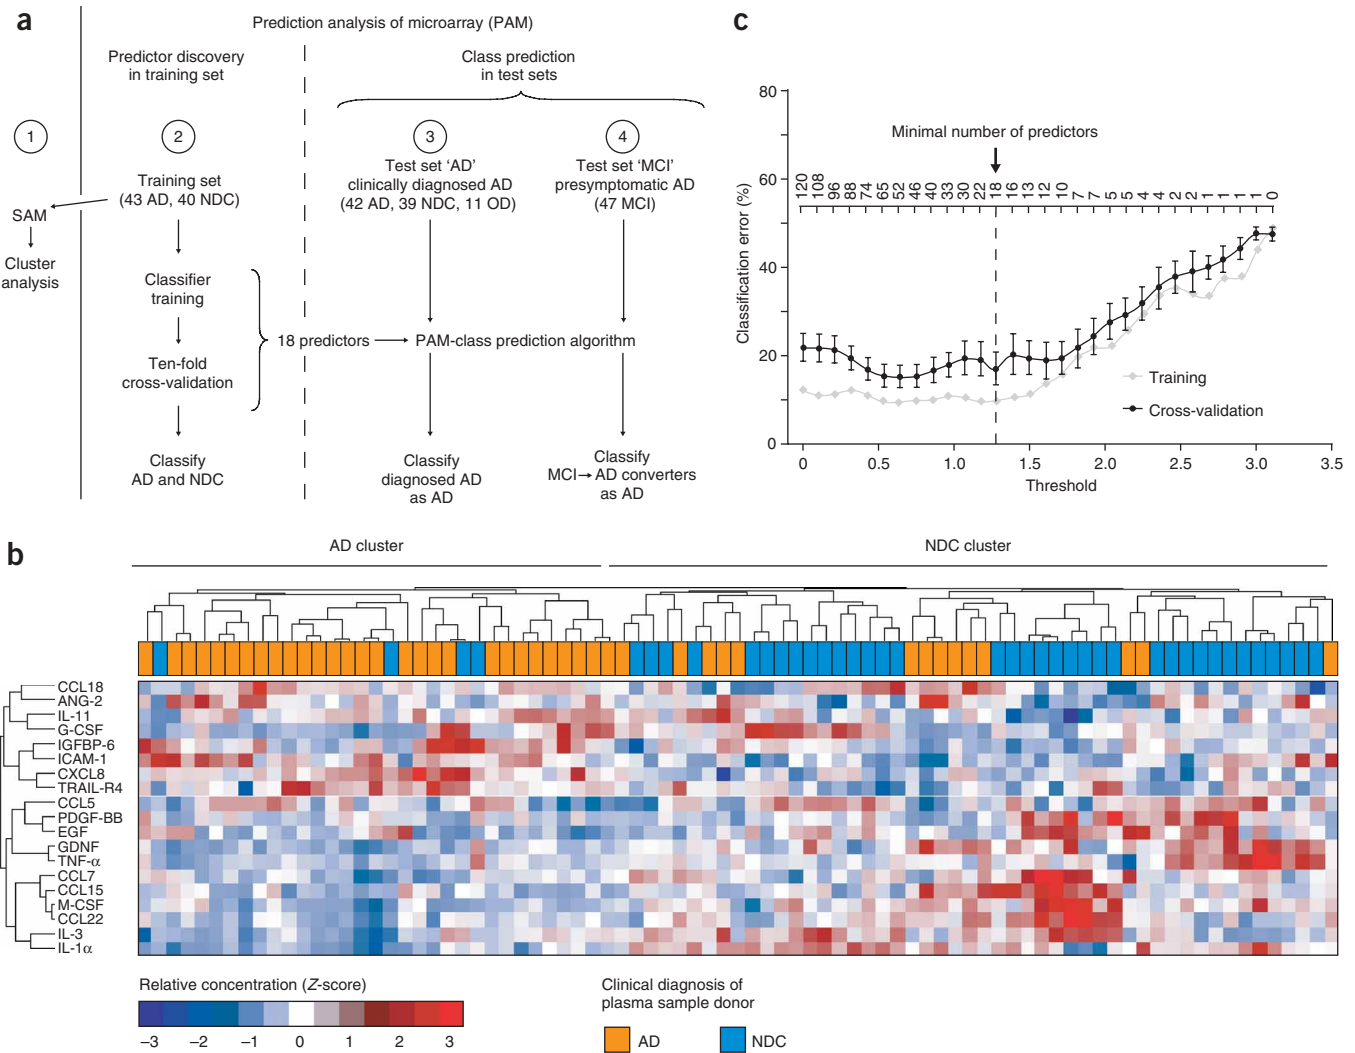 a
Prediction analysis of microarray (PAM)
Predictor discovery
in training set
Class prediction
in test sets
1
2
3
4
Training set
(43 AD, 40 NDC)
Test set ‘AD’
clinically diagnosed AD
(42 AD, 39 NDC, 11 OD)
Test set ‘MCI’
presymptomatic AD
(47 MCI)
SAM
Cluster
analysis
Classifier
training
Ten-fold
cross-validation
18 predictors
PAM-class prediction algorithm
Classify
AD and NDC
Classify
diagnosed AD
as AD
Classify
MCI→AD converters
as AD
c
Classification error (%)
80
60
40
20
0
Minimal number of predictors
120 108 96 88 74 65 52 46 40 33 30 22 18 16 13 12 10 7 7 5 5 4 4 2 2 1 1 1 1 0
Training
Cross-validation
0 0.5 1.0 1.5 2.0 2.5 3.0 3.5
Threshold
b
AD cluster
NDC cluster
CCL18
ANG-2
IL-11
G-CSF
IGFBP-6
ICAM-1
CXCL8
TRAIL-R4
CCL5
PDGF-BB
EGF
GDNF
TNF-α
CCL7
CCL15
M-CSF
CCL22
IL-3
IL-1α
Relative concentration (Z-score)
–3 –2 –1 0 1 2 3
Clinical diagnosis of
plasma sample donor
AD
NDC